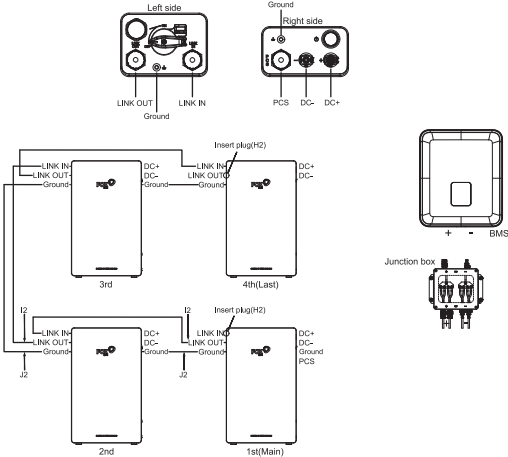 Left side
LINK OUT
LINK IN
Ground
Ground
Right side
PCS
DC-
DC+
Insert plug(H2)
LINK IN
LINK OUT
Ground
DC+
DC-
Ground
3rd
LINK IN
LINK OUT
Ground
DC+
DC-
4th(Last)
+ - BMS
Junction box
I2
J2
LINK IN
LINK OUT
Ground
DC+
DC-
Ground
2nd
I2
J2
Insert plug(H2)
LINK IN
LINK OUT
Ground
DC+
DC-
Ground
PCS
1st(Main)